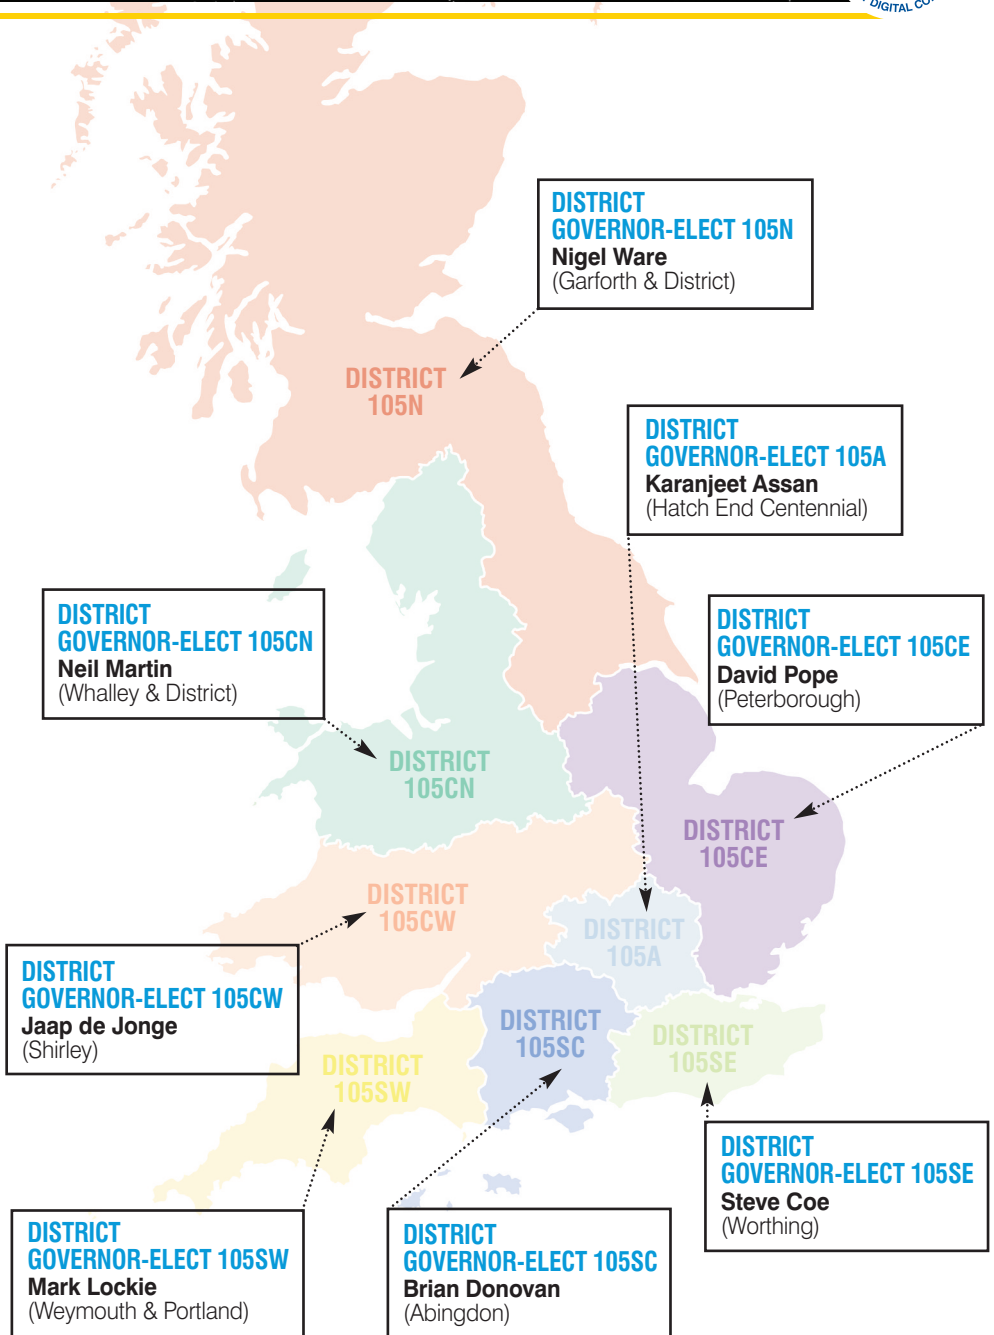 DIGITAL CO
DISTRICT
GOVERNOR-ELECT 105N
Nigel Ware
(Garforth & District)
DISTRICT
105N
DISTRICT
GOVERNOR-ELECT 105A
Karanjeet Assan
(Hatch End Centennial)
DISTRICT
GOVERNOR-ELECT 105CN
Neil Martin
(Whalley & District)
DISTRICT
GOVERNOR-ELECT 105CE
David Pope
(Peterborough)
DISTRICT
105CN
DISTRICT
105CE
DISTRICT
105CW
DISTRICT
105A
DISTRICT
GOVERNOR-ELECT 105CW
Jaap de Jonge
(Shirley)
DISTRICT
105SC
DISTRICT
105SE
DISTRICT
105SW
DISTRICT
GOVERNOR-ELECT 105SE
Steve Coe
(Worthing)
DISTRICT
GOVERNOR-ELECT 105SW
Mark Lockie
(Weymouth & Portland)
DISTRICT
GOVERNOR-ELECT 105SC
Brian Donovan
(Abingdon)